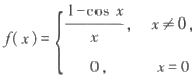 f(x) = { (1-cos x)/x, x≠0,
0, x=0